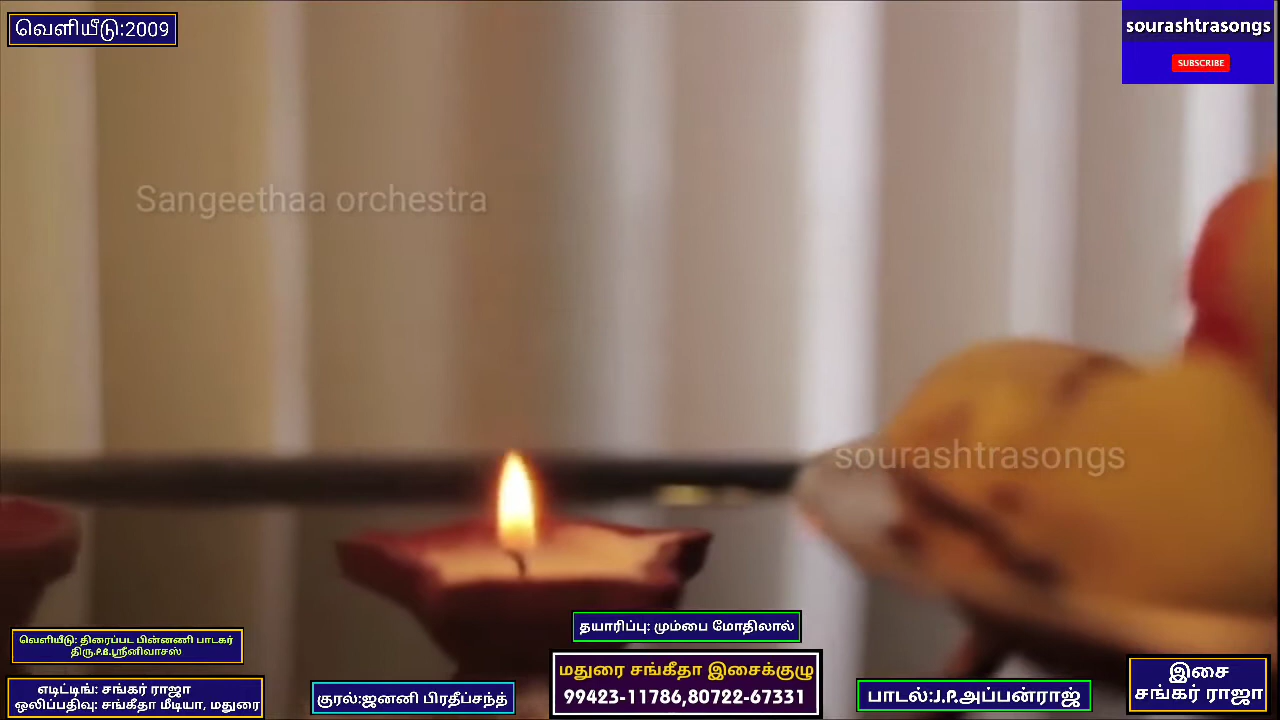 வெளியீடு:2009
sourashtrasongs
SUBSCRIBE
Sangeethaa orchestra
sourashtrasongs
தயாரிப்பு: மும்பை மோதிலால்
வெளியீடு: திரைப்பட பின்னணி பாடகர்
திரு.P.B.ஸ்ரீனிவாசஸ்
எடிட்டிங்: சங்கர் ராஜா
ஒலிப்பதிவு: சங்கீதா மீடியா, மதுரை
குரல்:ஜனனி பிரதீப்சந்த்
மதுரை சங்கீதா இசைக்குழு
99423-11786,80722-67331
பாடல்:J.P.அப்பன்ராஜ்
இசை
சங்கர் ராஜா